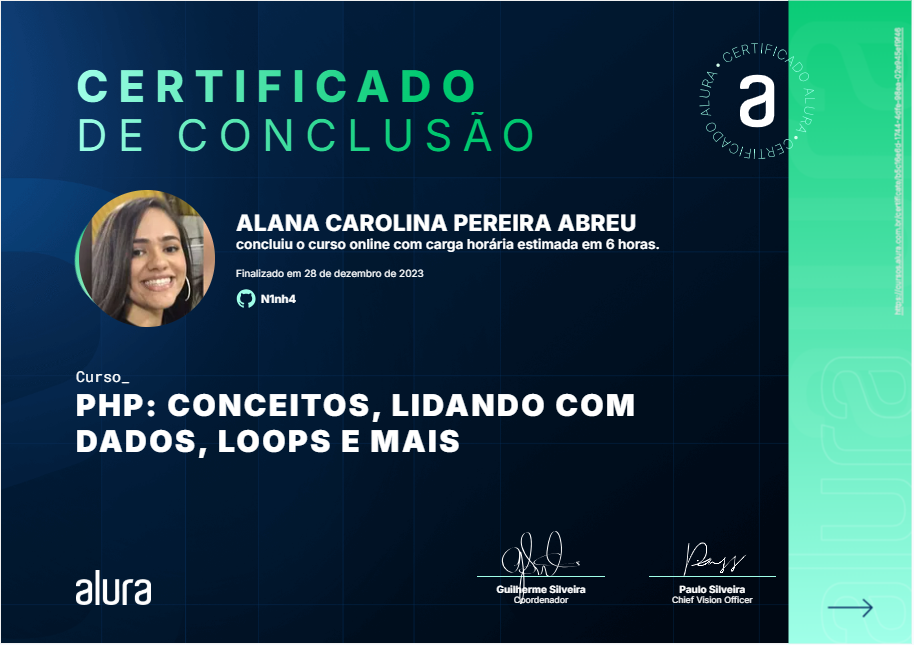 CERTIFICADO
DE CONCLUSÃO
CERTIFICADO ALURA • CERTIFICADO ALURA •
a
ALANA CAROLINA PEREIRA ABREU
concluiu o curso online com carga horária estimada em 6 horas.
Finalizado em 28 de dezembro de 2023
N1nh4
Curso_
PHP: CONCEITOS, LIDANDO COM
DADOS, LOOPS E MAIS
alura
Guilherme Silveira
Coordenador
Paulo Silveira
Chief Vision Officer
alura